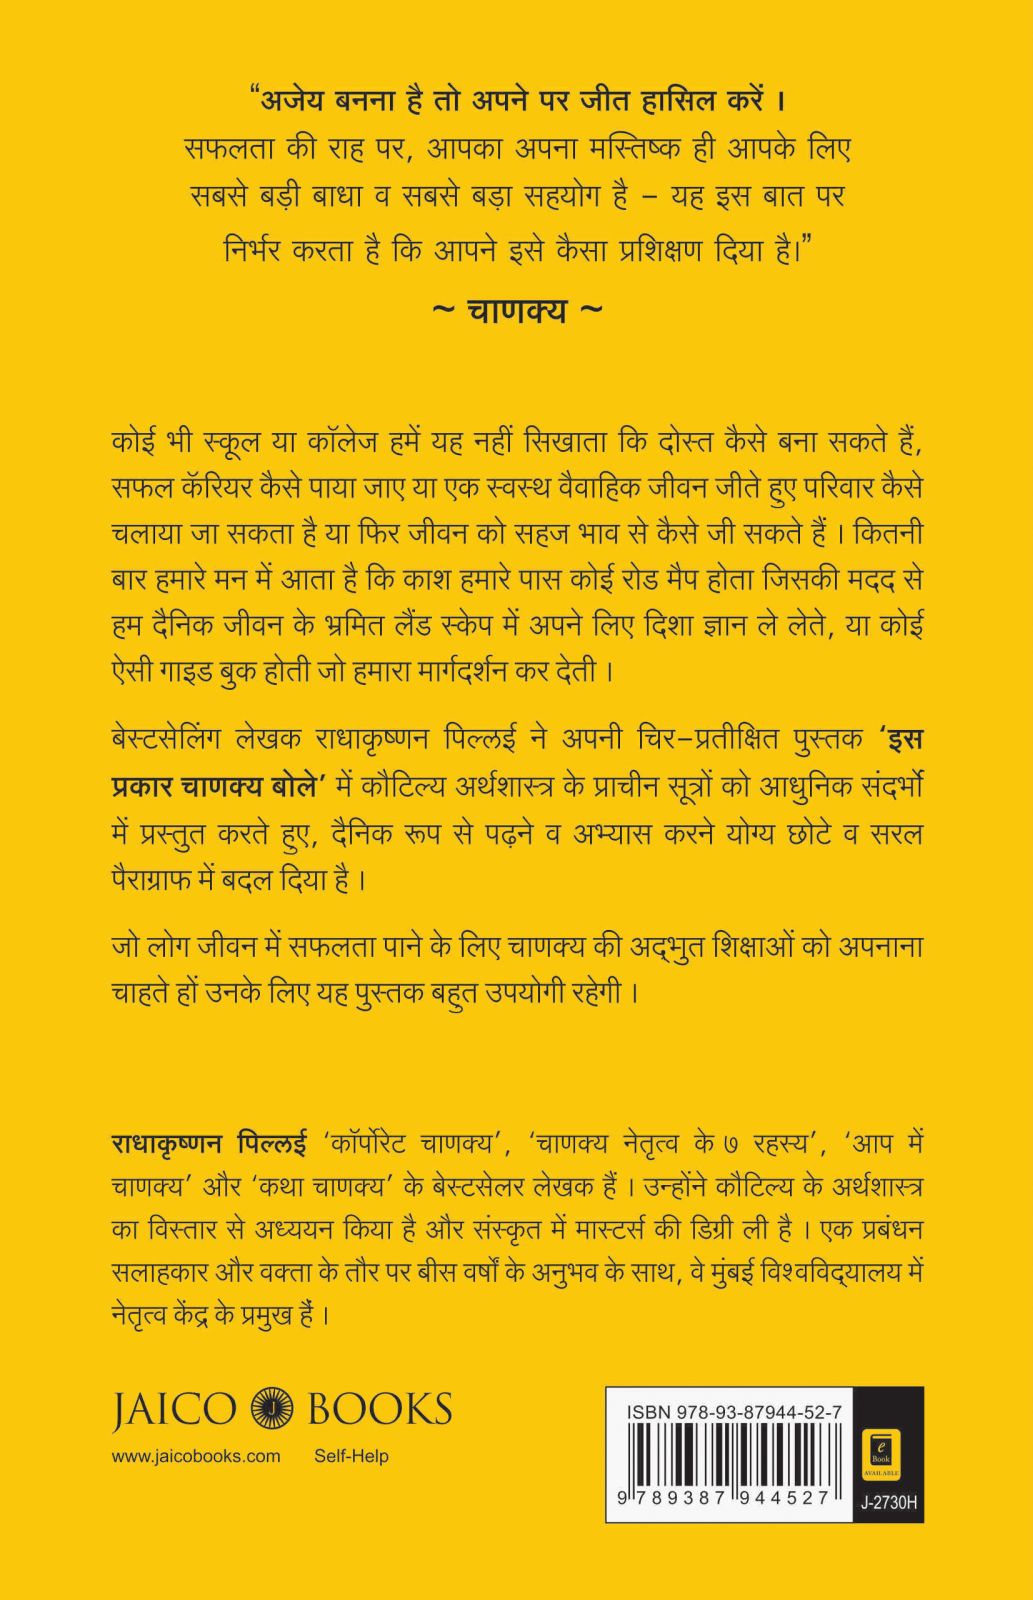 “अजेय बनना है तो अपने पर जीत हासिल करें ।
सफलता की राह पर, आपका अपना मस्तिष्क ही आपके लिए
सबसे बड़ी बाधा व सबसे बड़ा सहयोग है – यह इस बात पर
निर्भर करता है कि आपने इसे कैसा प्रशिक्षण दिया है।”
~ चाणक्य ~
कोई भी स्कूल या कॉलेज हमें यह नहीं सिखाता कि दोस्त कैसे बना सकते हैं,
सफल कॅरियर कैसे पाया जाए या एक स्वस्थ वैवाहिक जीवन जीते हुए परिवार कैसे
चलाया जा सकता है या फिर जीवन को सहज भाव से कैसे जी सकते हैं । कितनी
बार हमारे मन में आता है कि काश हमारे पास कोई रोड मैप होता जिसकी मदद से
हम दैनिक जीवन के भ्रमित लैंड स्केप में अपने लिए दिशा ज्ञान ले लेते, या कोई
ऐसी गाइड बुक होती जो हमारा मार्गदर्शन कर देती ।
बेस्टसेलिंग लेखक राधाकृष्णन पिल्लई ने अपनी चिर–प्रतीक्षित पुस्तक ‘इस
प्रकार चाणक्य बोले’ में कौटिल्य अर्थशास्त्र के प्राचीन सूत्रों को आधुनिक संदर्भो
में प्रस्तुत करते हुए, दैनिक रूप से पढ़ने व अभ्यास करने योग्य छोटे व सरल
पैराग्राफ में बदल दिया है ।
जो लोग जीवन में सफलता पाने के लिए चाणक्य की अद्‌भुत शिक्षाओं को अपनाना
चाहते हों उनके लिए यह पुस्तक बहुत उपयोगी रहेगी ।
राधाकृष्णन पिल्लई ‘कॉर्पोरेट चाणक्य’, ‘चाणक्य नेतृत्व के ७ रहस्य’, ‘आप में
चाणक्य’ और ‘कथा चाणक्य’ के बेस्टसेलर लेखक हैं । उन्होंने कौटिल्य के अर्थशास्त्र
का विस्तार से अध्ययन किया है और संस्कृत में मास्टर्स की डिग्री ली है । एक प्रबंधन
सलाहकार और वक्ता के तौर पर बीस वर्षों के अनुभव के साथ, वे मुंबई विश्वविद्‌यालय में
नेतृत्व केंद्र के प्रमुख हैं ।
JAICO J BOOKS
www.jaicobooks.com Self-Help
ISBN 978-93-87944-52-7
9 789387 944527
e
Book
AVAILABLE
J-2730H